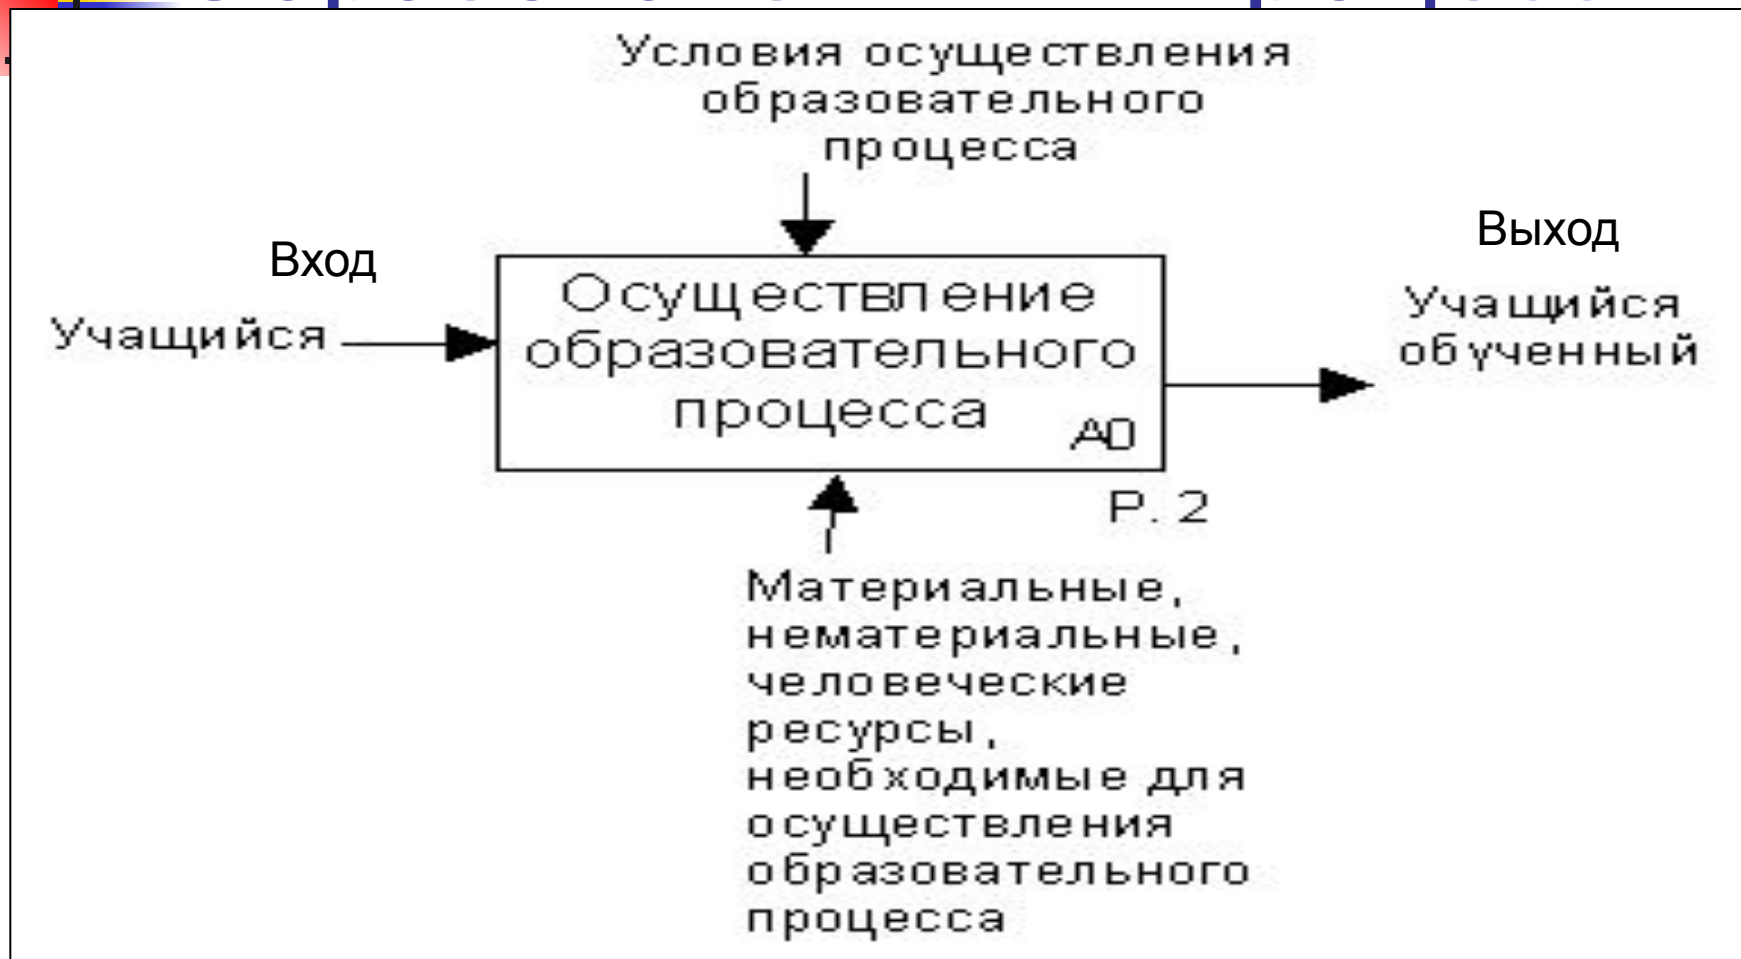 Условия осуществления
образовательного
процесса
Вход
Выход
Учащийся
Осуществление
образовательного
процесса
A0
Учащийся
обученный
P. 2
Материальные,
нематериальные,
человеческие
ресурсы,
необходимые для
осуществления
образовательного
процесса